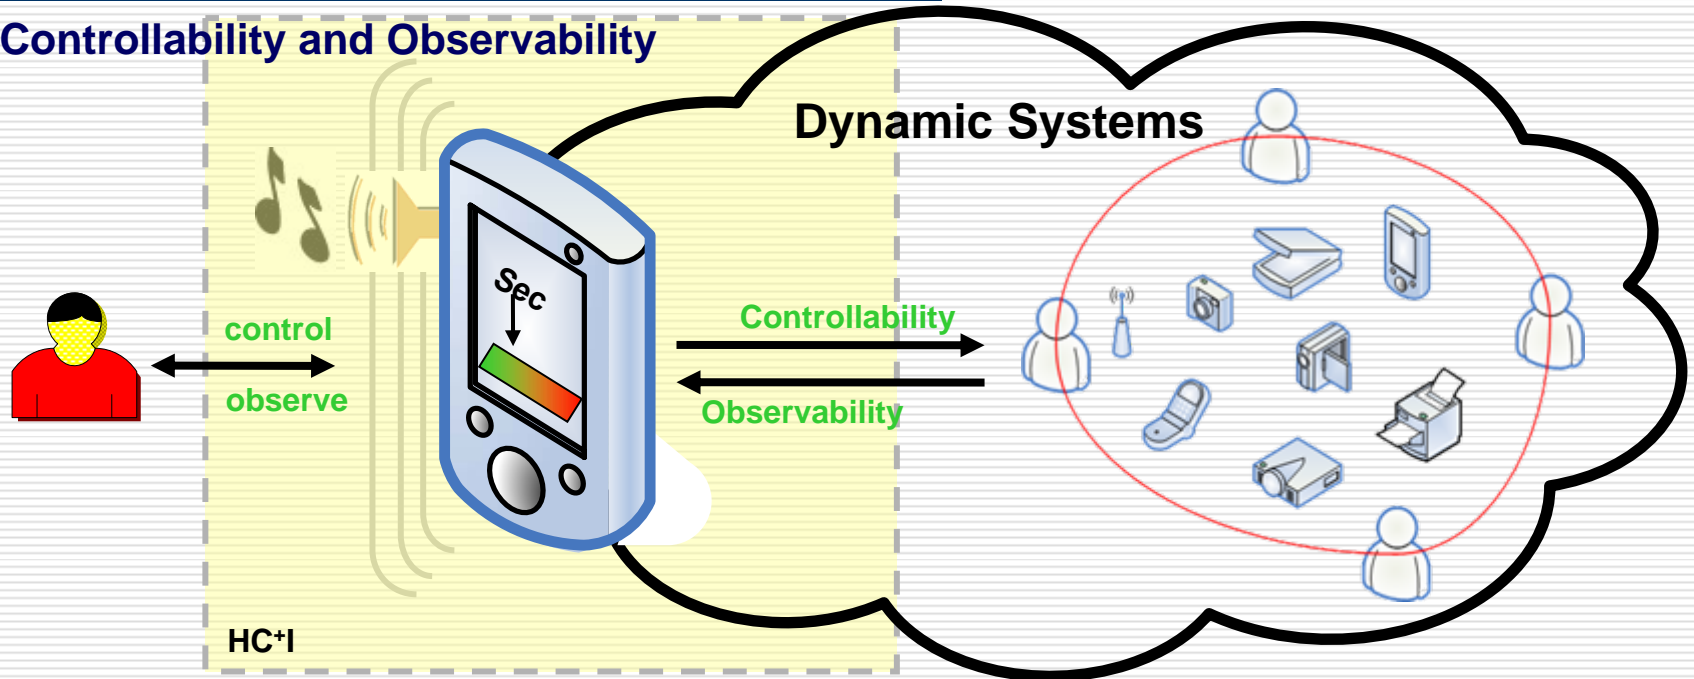 Controllability and Observability
Dynamic Systems
Sec
control
observe
Controllability
Observability
HC⁺I